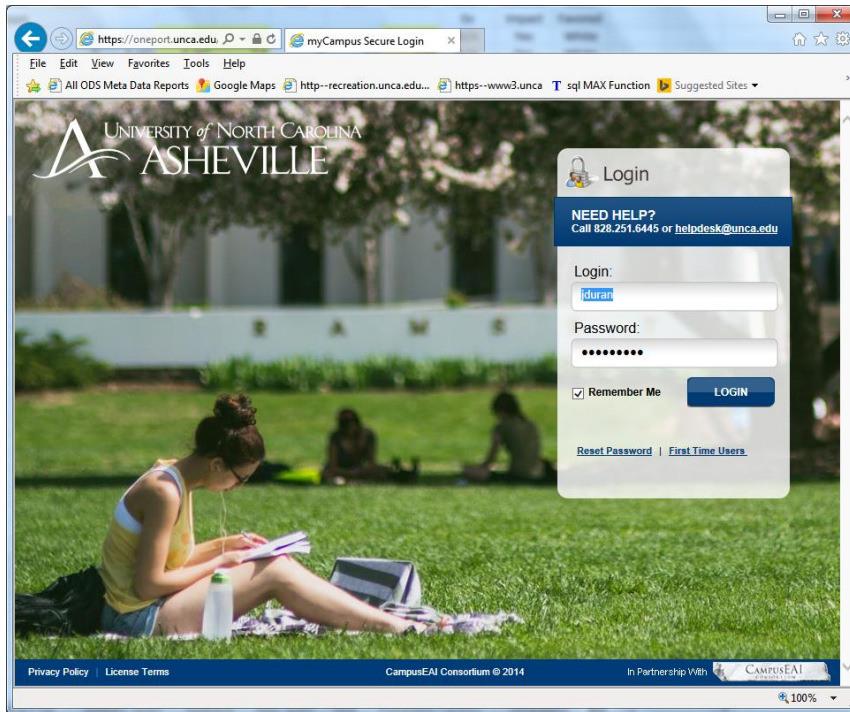 https://oneport.unca.edu
myCampus Secure Login
File Edit View Favorites Tools Help
All ODS Meta Data Reports Google Maps http--recreation.unca.edu... https--www3.unca T sql MAX Function Suggested Sites
UNIVERSITY of NORTH CAROLINA
ASHEVILLE
Login
NEED HELP?
Call 828.251.6445 or helpdesk@unca.edu
Login:
jduran
Password:
•••••••••
Remember Me LOGIN
Reset Password | First Time Users
R A M S
Privacy Policy | License Terms CampusEAI Consortium © 2014 In Partnership With CAMPUSEAI
CONSORTIUM
100%